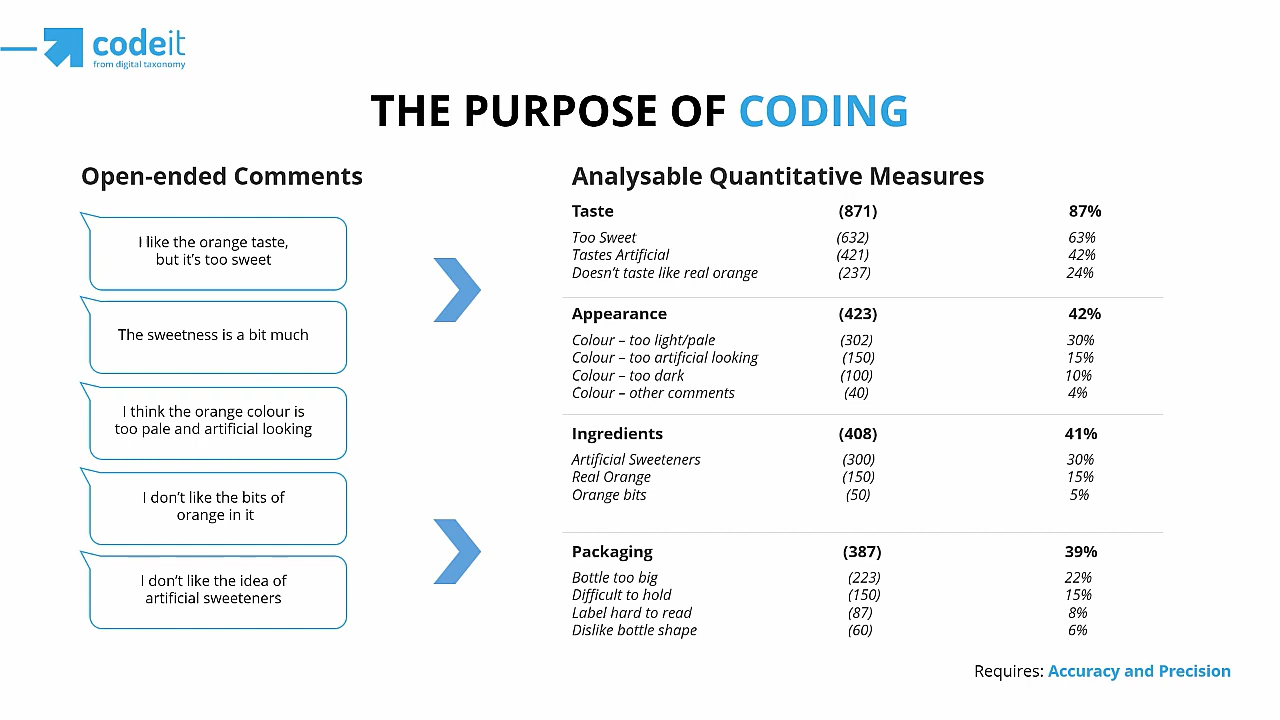 codeit
from digital taxonomy
THE PURPOSE OF CODING
Open-ended Comments
I like the orange taste,
but it's too sweet
The sweetness is a bit much
I think the orange colour is
too pale and artificial looking
I don't like the bits of
orange in it
I don't like the idea of
artificial sweeteners
Analysable Quantitative Measures
Taste (871) 87%
Too Sweet (632) 63%
Tastes Artificial (421) 42%
Doesn't taste like real orange (237) 24%
Appearance (423) 42%
Colour – too light/pale (302) 30%
Colour – too artificial looking (150) 15%
Colour – too dark (100) 10%
Colour – other comments (40) 4%
Ingredients (408) 41%
Artificial Sweeteners (300) 30%
Real Orange (150) 15%
Orange bits (50) 5%
Packaging (387) 39%
Bottle too big (223) 22%
Difficult to hold (150) 15%
Label hard to read (87) 8%
Dislike bottle shape (60) 6%
Requires: Accuracy and Precision